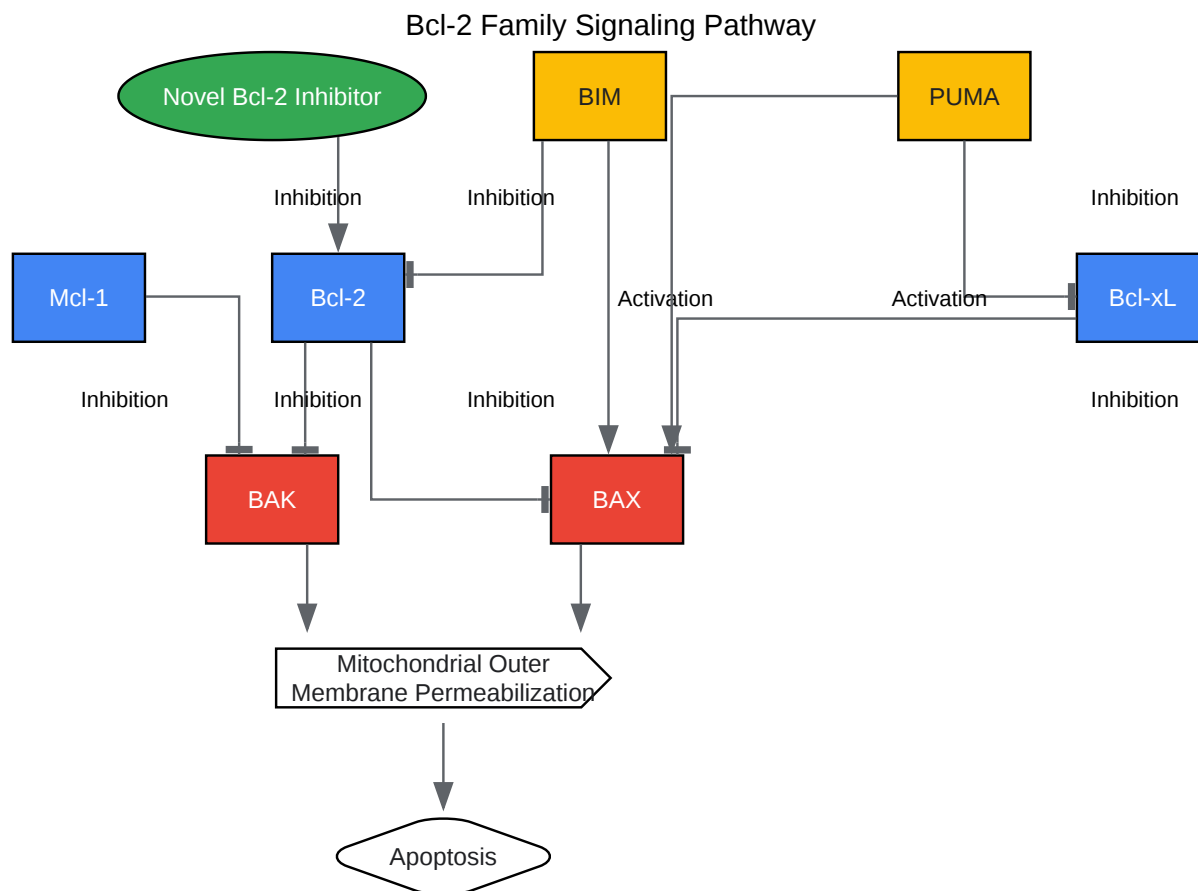 Bcl-2 Family Signaling Pathway
Novel Bcl-2 Inhibitor
BIM
PUMA
Inhibition
Inhibition
Inhibition
Mcl-1
Bcl-2
Activation
Activation
Bcl-xL
Inhibition
Inhibition
Inhibition
Inhibition
BAK
BAX
Mitochondrial Outer
Membrane Permeabilization
Apoptosis